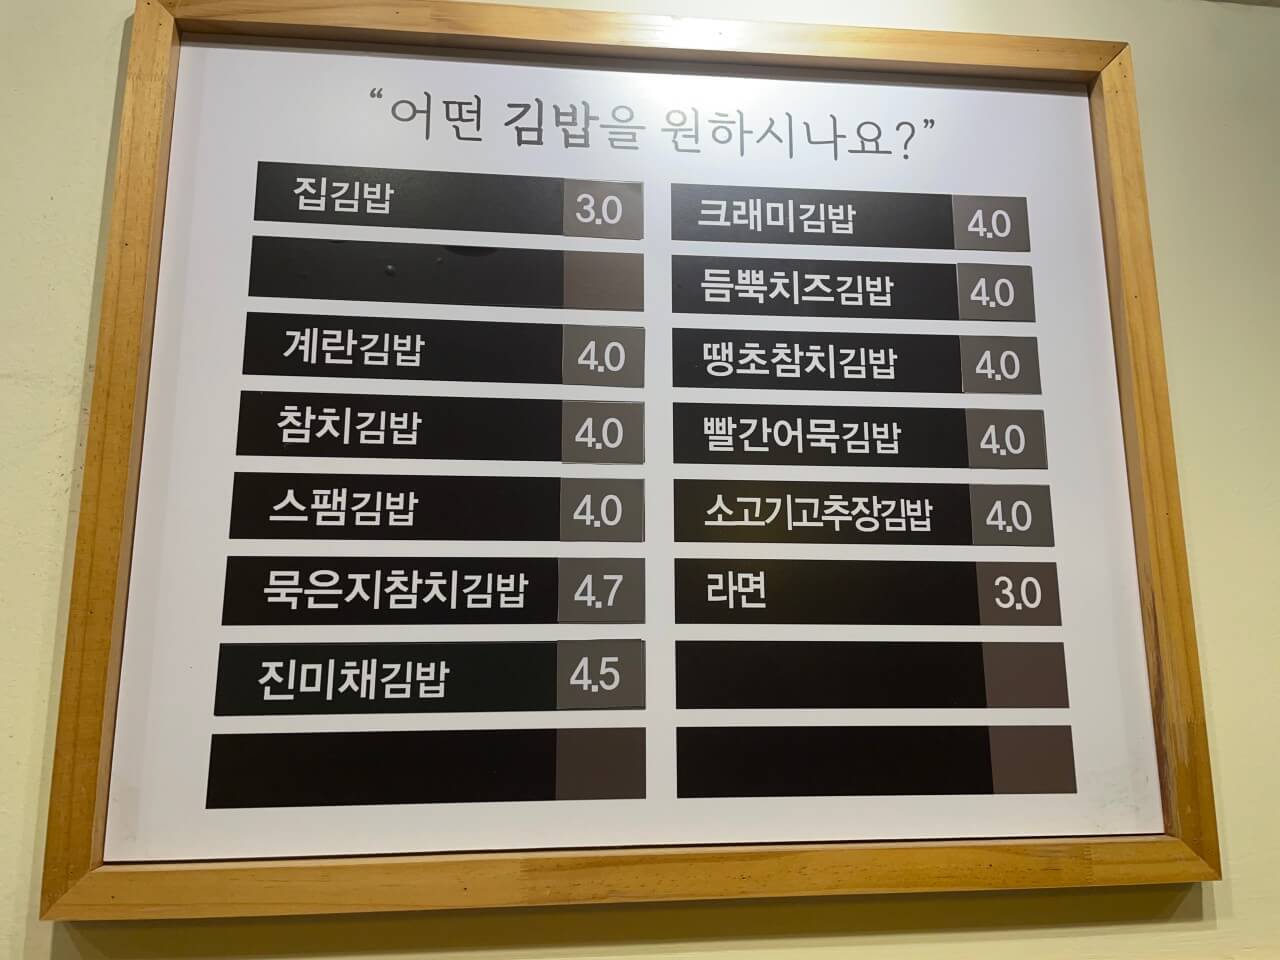 “어떤 김밥을 원하시나요?”
집김밥 3.0
계란김밥 4.0
참치김밥 4.0
스팸김밥 4.0
묵은지참치김밥 4.7
진미채김밥 4.5
크래미김밥 4.0
듬뿍치즈김밥 4.0
땡초참치김밥 4.0
빨간어묵김밥 4.0
소고기고추장김밥 4.0
라면 3.0